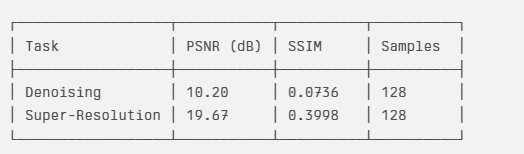 Task PSNR (dB) SSIM Samples
Denoising 10.20 0.0736 128
Super-Resolution 19.67 0.3998 128